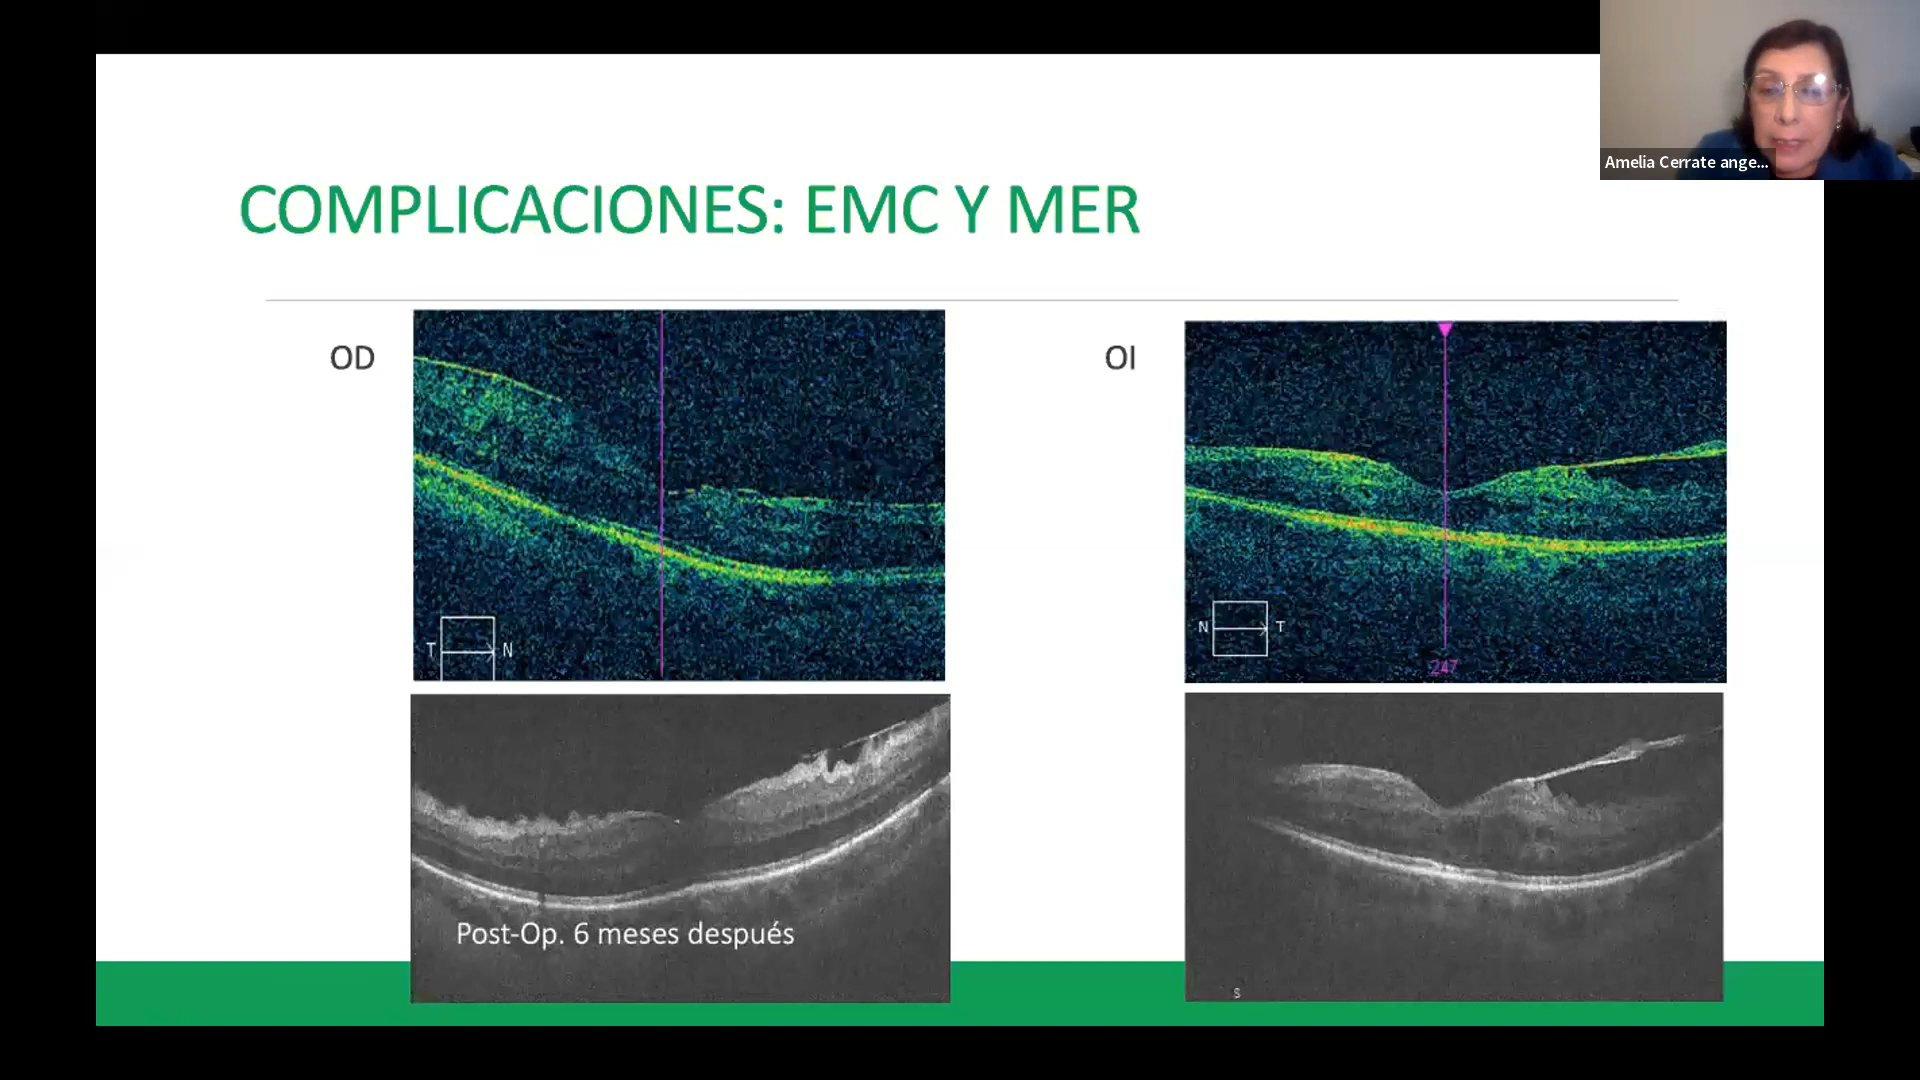 Amelia Cerrate ange...
COMPLICACIONES: EMC Y MER
OD
OI
T N
N T
247
Post-Op. 6 meses después
S